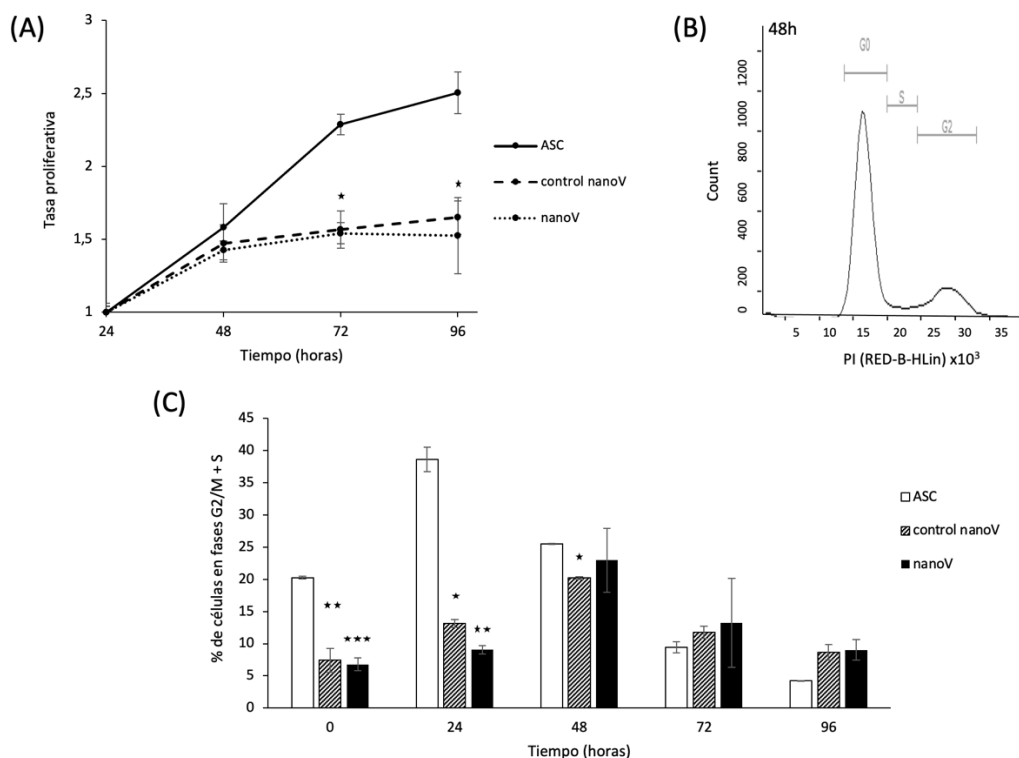 (A)
3
2,5
2
1,5
1
Tasa proliferativa
24
48
72
96
Tiempo (horas)
★
★
ASC
control nanoV
nanoV
(B)
48h
G0
S
G2
1200
1000
800
600
400
200
0
Count
5
10
15
20
25
30
35
PI (RED-B-HLin) x10³
(C)
45
40
35
30
25
20
15
10
5
0
% de células en fases G2/M + S
★★
★★★
★
★★
★
0
24
48
72
96
Tiempo (horas)
ASC
control nanoV
nanoV